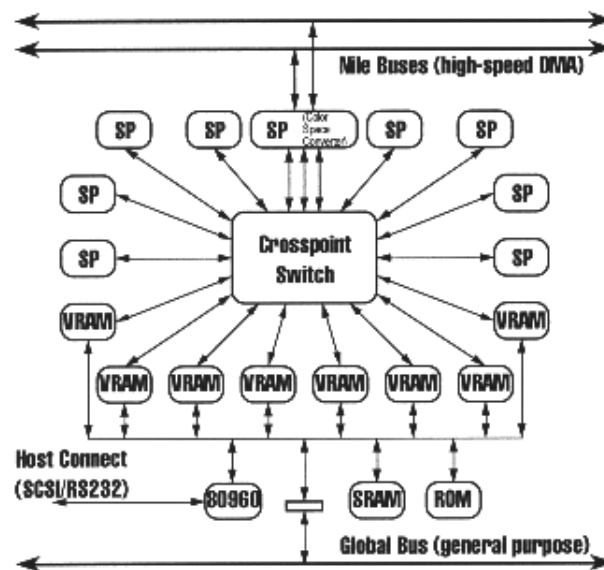 Nile Buses (high-speed DMA)
SP
SP
SP
(Color
Space
Converter)
SP
SP
SP
SP
Crosspoint
Switch
SP
SP
VRAM
VRAM
VRAM
VRAM
VRAM
VRAM
VRAM
VRAM
Host Connect
(SCSI/RS232)
80960
SRAM
ROM
Global Bus (general purpose)